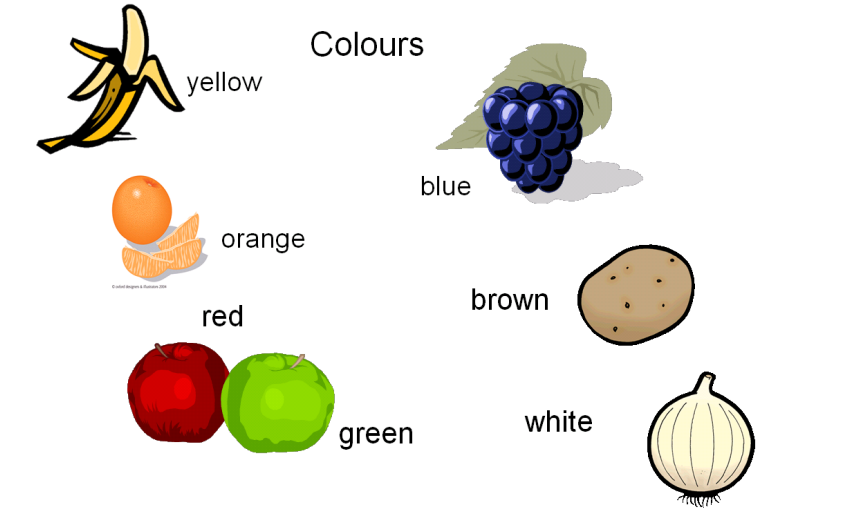 Colours
yellow
blue
orange
brown
red
white
green